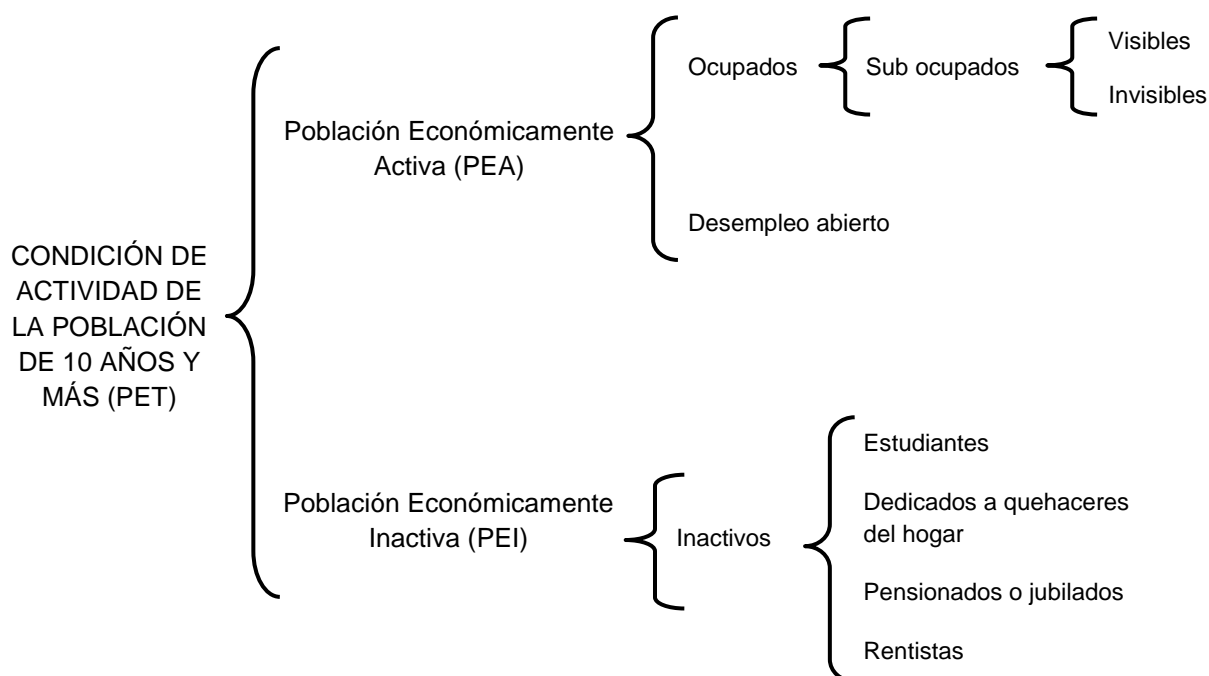 CONDICIÓN DE
ACTIVIDAD DE
LA POBLACIÓN
DE 10 AÑOS Y
MÁS (PET)
Población Económicamente
Activa (PEA)
Ocupados
Sub ocupados
Visibles
Invisibles
Desempleo abierto
Población Económicamente
Inactiva (PEI)
Inactivos
Estudiantes
Dedicados a quehaceres
del hogar
Pensionados o jubilados
Rentistas